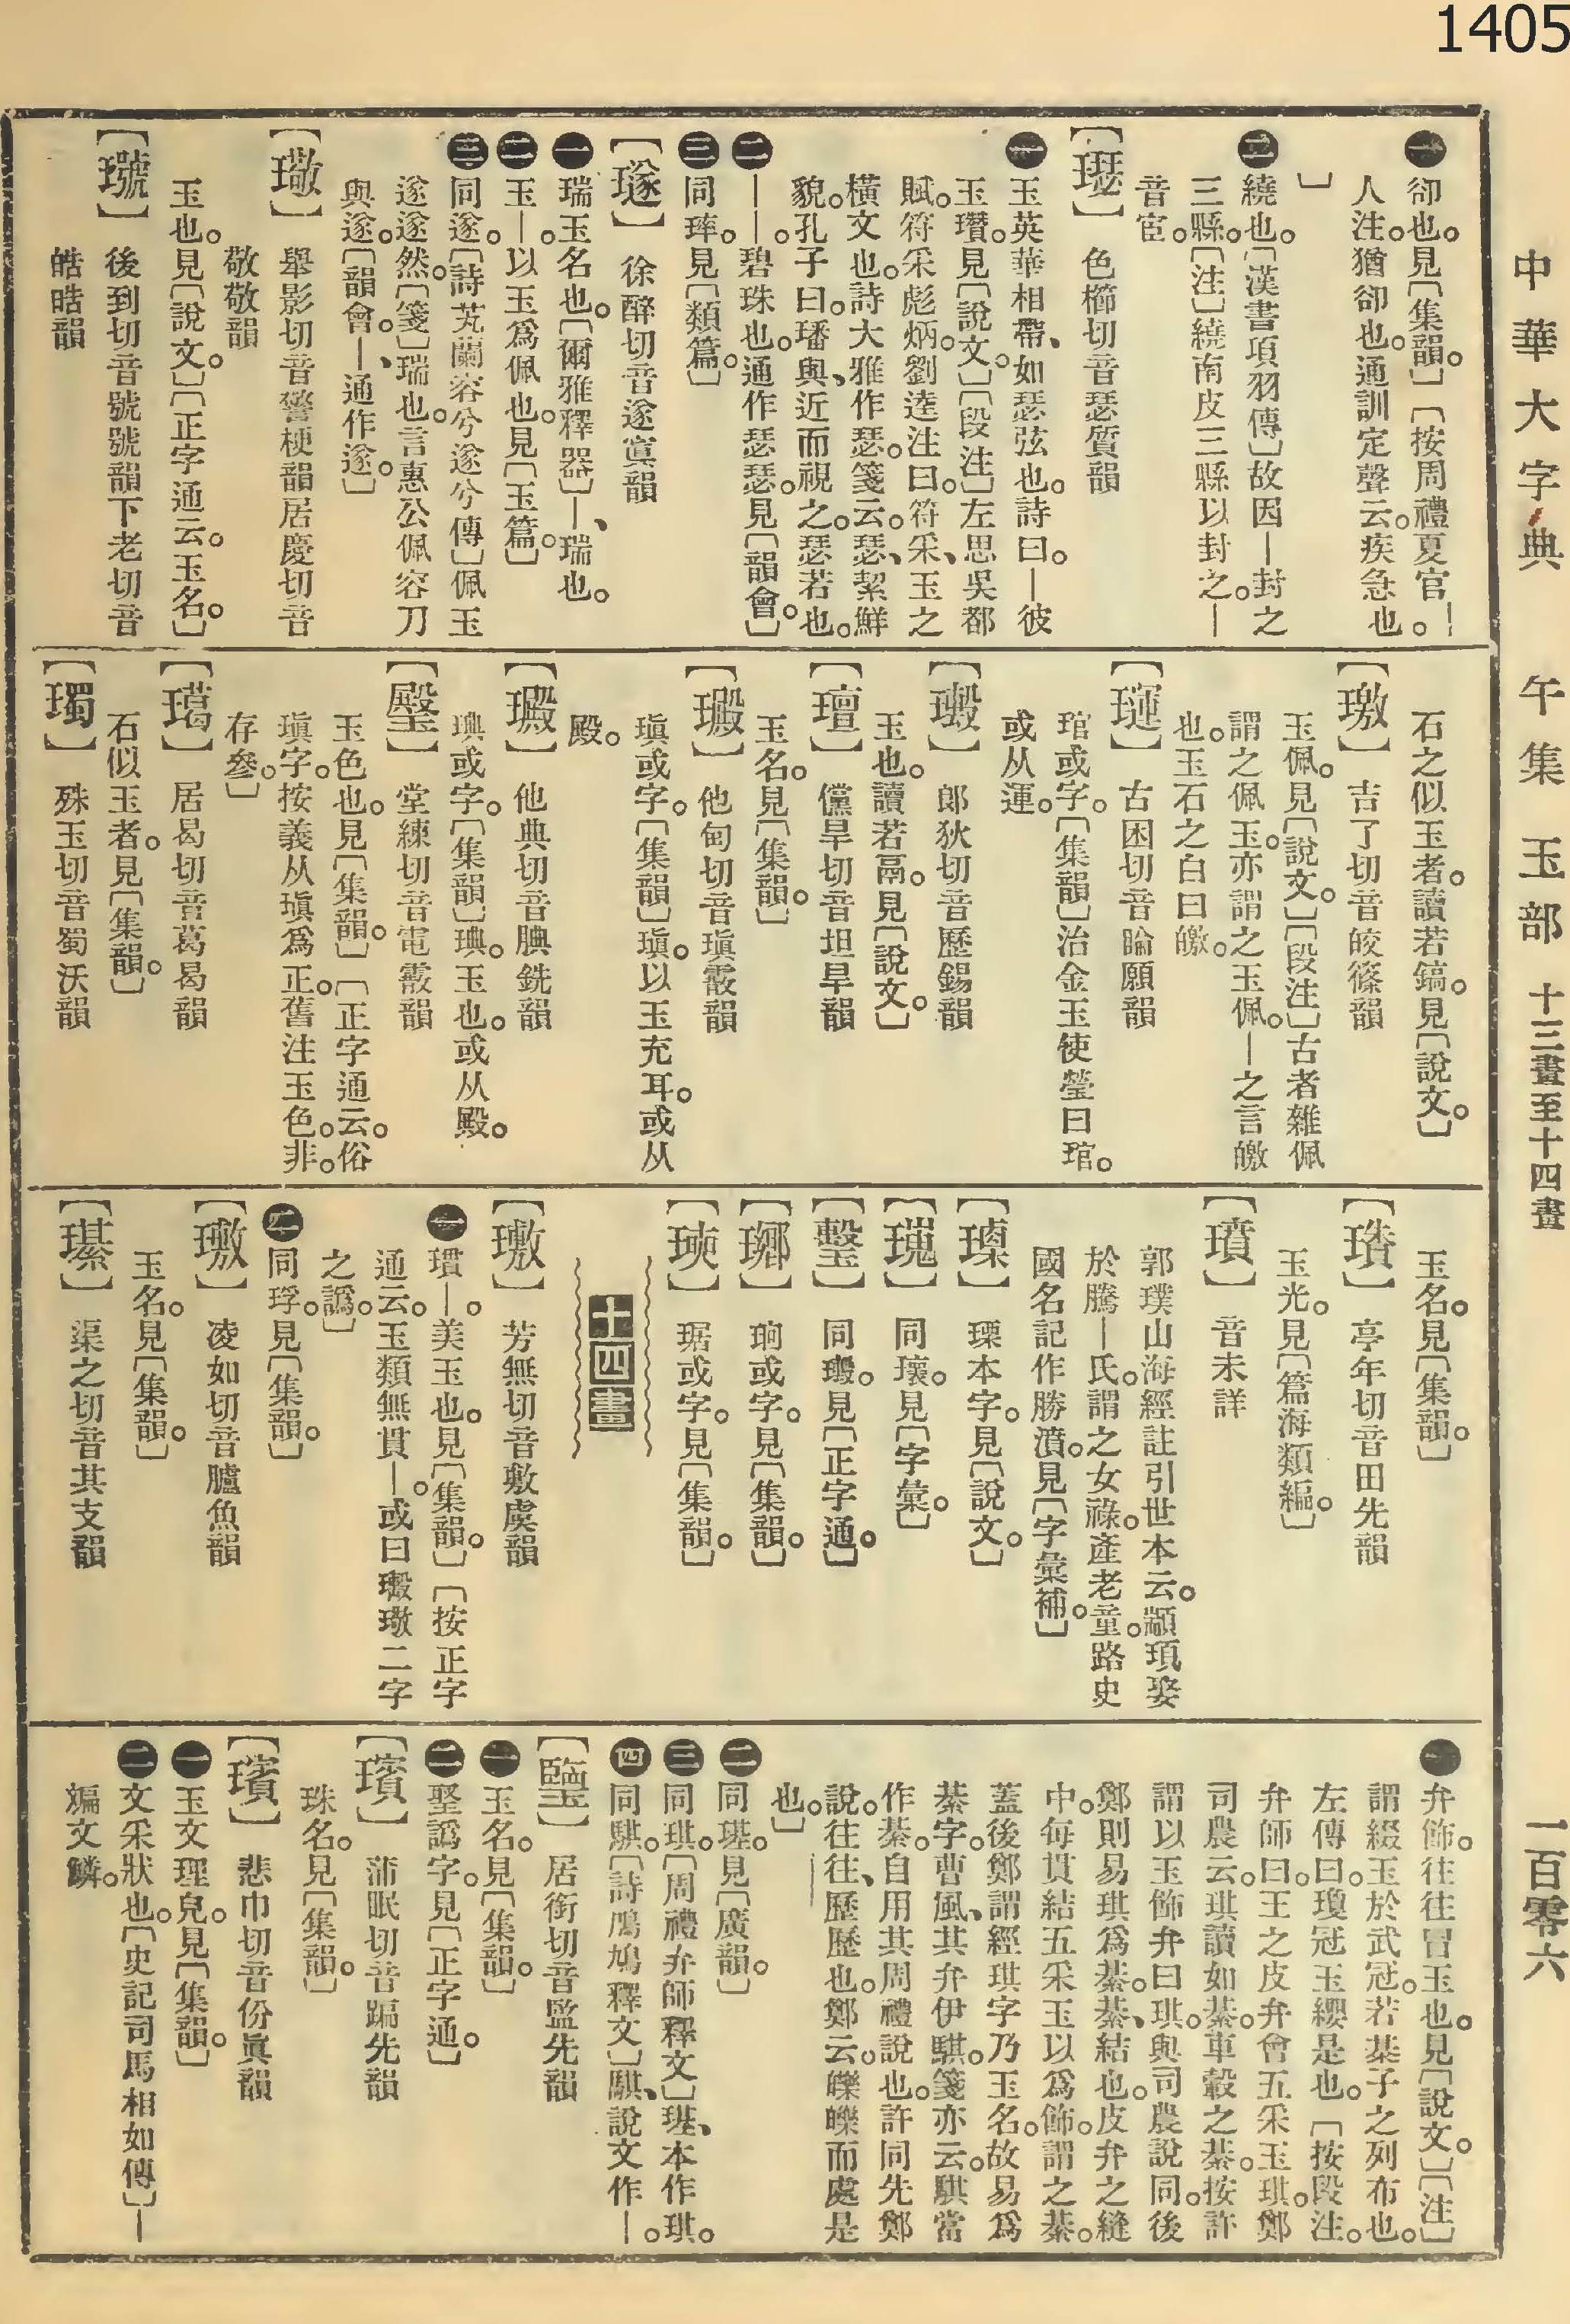 1405
中華大字典　午集　玉部　十三畫至十四畫　一百零六
㊀卻也。見〔集韻。〕〔按周禮夏官｜
人注。猶卻也。通訓定聲云。疾急也。
〕
㊁繞也。〔漢書項羽傳〕故因｜封之
三縣。〔注〕繞南皮三縣以封之。｜
音宦。
【璱】色櫛切音瑟質韻
㊀玉英華相帶、如瑟弦也。詩曰。｜彼
玉瓚。見〔說文。〕〔段注〕左思吳都
賦。符采彪炳。劉逵注曰。符采、玉之
橫文也。詩大雅作瑟。箋云。瑟、絜鮮
貌。孔子曰。璠與、近而視之。瑟若也。
㊁｜｜。碧珠也。通作瑟瑟。見〔韻會。〕
㊂同㻭。見〔類篇。〕
【璲】徐醉切音遂寘韻
㊀瑞玉名也。〔爾雅釋器〕｜、瑞也。
㊁玉｜。以玉爲佩也。見〔玉篇。〕
㊂同遂。〔詩芄蘭容兮遂兮傳〕佩玉
遂遂然。〔箋〕瑞也。言惠公佩容刀
與遂。〔韻會。｜、通作遂。〕
【璥】舉影切音警梗韻居慶切音
敬敬韻
玉也。見〔說文。〕〔正字通云。玉名。〕
【𤩭】後到切音號號韻下老切音
皓晧韻
石之似玉者。讀若鎬。見〔說文。〕
【璬】吉了切音皎篠韻
玉佩。見〔說文。〕〔段注〕古者雜佩
謂之佩玉。亦謂之玉佩。｜之言皦
也。玉石之白曰皦。
【璭】古困切音睔願韻
琯或字。〔集韻〕治金玉使瑩曰琯。
或从運。
【㼄】郎狄切音歷錫韻
玉也。讀若鬲。見〔說文。〕
【璮】儻旱切音坦旱韻
玉名。見〔集韻。〕
【㼭】他甸切音瑱霰韻
瑱或字。〔集韻〕瑱。以玉充耳。或从
殿。
【㼭】他典切音腆銑韻
琠或字。〔集韻〕琠。玉也。或从殿。
【壂】堂練切音電霰韻
玉色也。見〔集韻。〕〔正字通云。俗
瑱字。按義从瑱爲正。舊注玉色。非。
存參。〕
【𤩲】居曷切音葛曷韻
石似玉者。見〔集韻。〕
【㻿】殊玉切音蜀沃韻
玉名。見〔集韻。〕
【𤩱】亭年切音田先韻
玉光。見〔篇海類編。〕
【璝】音未詳
郭璞山海經註引世本云。顓頊娶
於騰｜氏。謂之女祿。產老童。路史
國名記作勝濆。見〔字彙補。〕
【㻺】瑮本字。見〔說文。〕
【瑰】同瓌。見〔字彙。〕
【㼄】同㼄。見〔正字通。〕
【𤩪】珦或字。見〔集韻。〕
【璩】琚或字。見〔集韻。〕
十四畫
【璷】芳無切音敷虞韻
㊀瓘｜。美玉也。見〔集韻。〕〔按正字
通云。玉類無貫｜。或曰㼄璥二字
之譌。〕
㊁同琈。見〔集韻。〕
【璷】凌如切音臚魚韻
玉名。見〔集韻。〕
【璂】渠之切音其支韻
㊀弁飾。往往冒玉也。見〔說文。〕〔注〕
謂綴玉於武冠。若棊子之列布也。
左傳曰。瓊冠玉纓是也。〔按段注。
弁師曰。王之皮弁會五采玉琪。鄭
司農云。琪讀如綦。車轂之綦。按許
謂以玉飾弁曰琪。與司農說同。後
鄭則易琪爲綦。綦、結也。皮弁之縫
中。每貫結五采玉以爲飾。謂之綦。
蓋後鄭謂經琪字乃玉名。故易爲
綦字。曹風、其弁伊騏。箋亦云。騏當
作綦。自用其周禮說也。許同先鄭
說。往往、歷歷也。鄭云。皪皪而處是
也。〕
㊁同璂。見〔廣韻。〕
㊂同琪。〔周禮弁師釋文〕璂、本作琪。
㊃同騏。〔詩鳲鳩釋文〕騏、說文作｜。
【㼓】居銜切音監先韻
㊀玉名。見〔集韻。〕
㊁堅譌字。見〔正字通。〕
【璸】蒲眠切音蹁先韻
珠名。見〔集韻。〕
【璸】悲巾切音份眞韻
㊀玉文理皃。見〔集韻。〕
㊁文采狀也。〔史記司馬相如傳〕｜
斒文鱗。